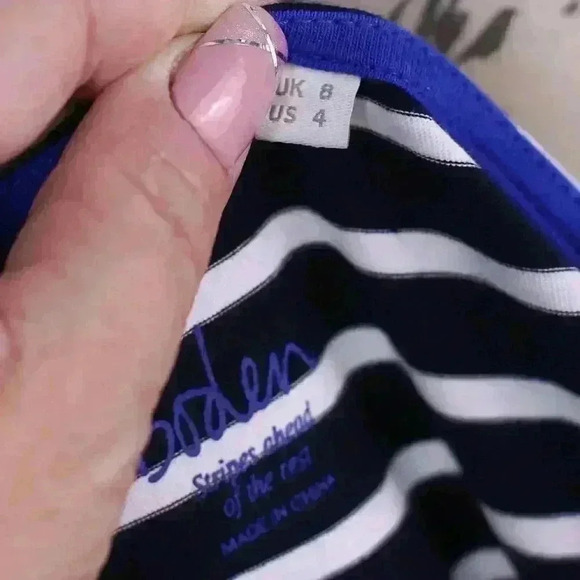 UK 8
US 4
Boden
Stripes ahead
of the rest
MADE IN CHINA